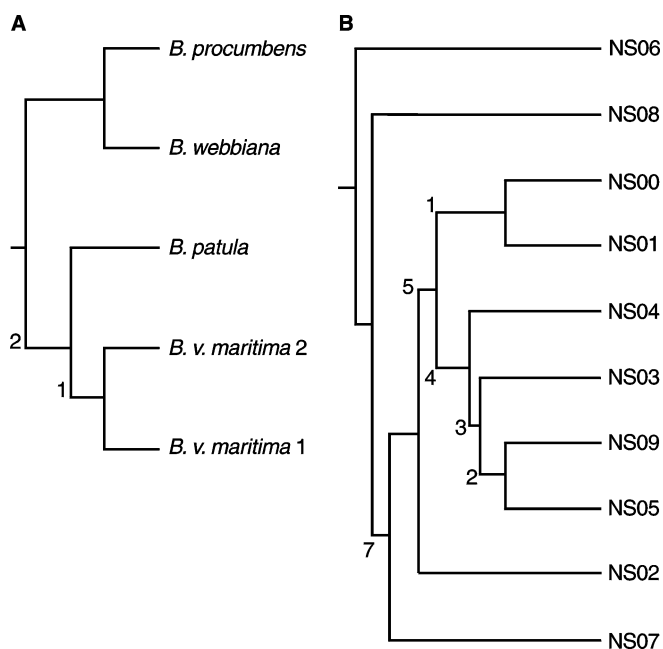 A
B
B. procumbens
NS06
NS08
B. webbiana
NS00
1
NS01
B. patula
5
NS04
2
B. v. maritima 2
4
NS03
1
3
NS09
B. v. maritima 1
2
NS05
7
NS02
NS07